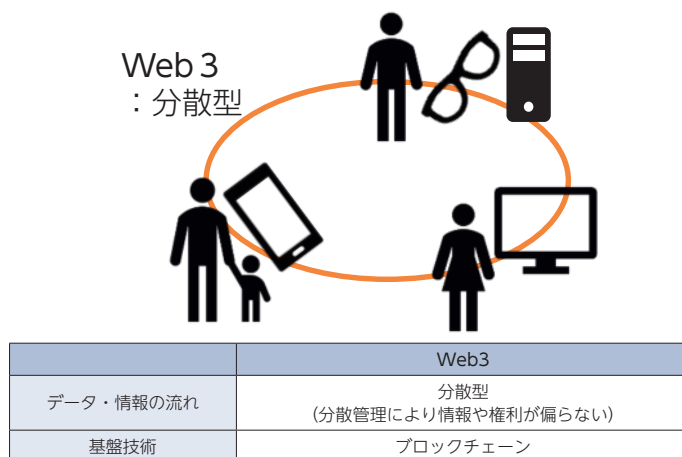 Web 3
：分散型
Web3
データ・情報の流れ
分散型
（分散管理により情報や権利が偏らない）
基盤技術
ブロックチェーン